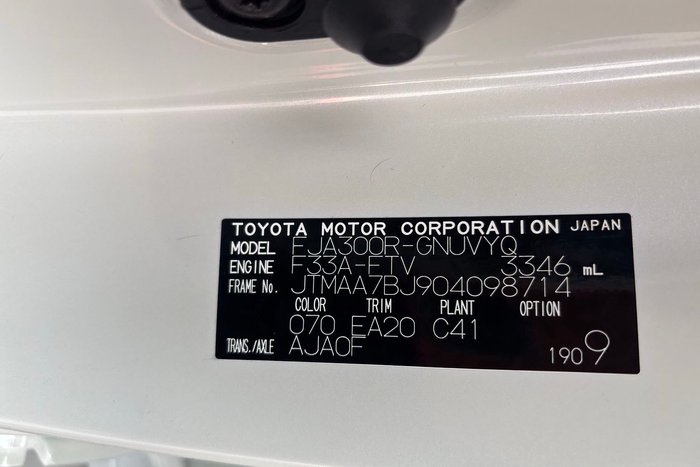 TOYOTA MOTOR CORPORATION JAPAN
MODEL FJA300R-GNUVYQ
ENGINE F33A-FTV 3346 mL
FRAME No. JTMAA7BJ904098714
COLOR TRIM PLANT OPTION
070 EA20 C41
TRANS./AXLE AJA0F
1909